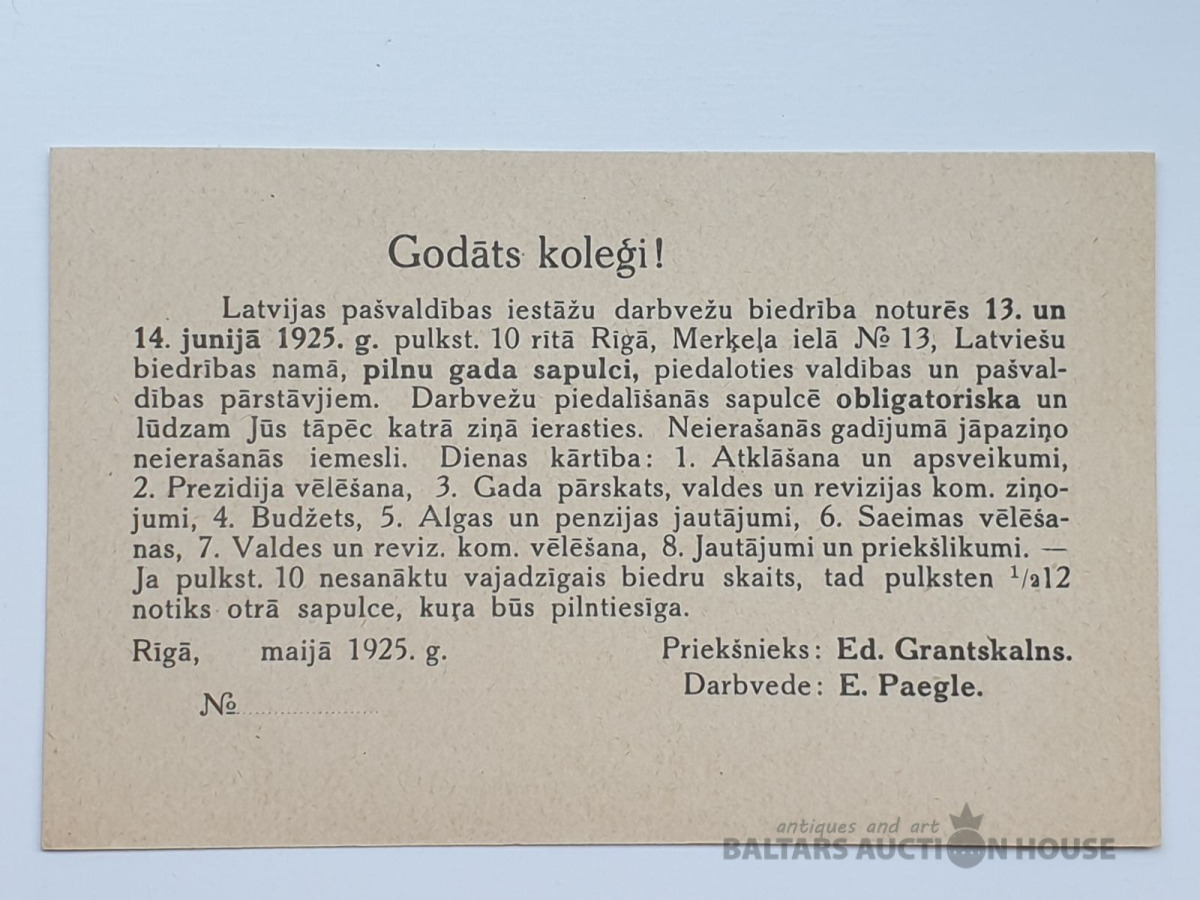 Godāts koleģi!
Latvijas pašvaldības iestāžu darbvežu biedrība noturēs 13. un
14. junijā 1925. g. pulkst. 10 rītā Rīgā, Merķeļa ielā № 13, Latviešu
biedrības namā, pilnu gada sapulci, piedaloties valdības un pašval-
dības pārstāvjiem. Darbvežu piedalīšanās sapulcē obligatoriska un
lūdzam Jūs tāpēc katrā ziņā ierasties. Neierašanās gadījumā jāpaziņo
neierašanās iemesli. Dienas kārtība: 1. Atklāšana un apsveikumi,
2. Prezidija vēlēšana, 3. Gada pārskats, valdes un revizijas kom. ziņo-
jumi, 4. Budžets, 5. Algas un penzijas jautājumi, 6. Saeimas vēlēša-
nas, 7. Valdes un reviz. kom. vēlēšana, 8. Jautājumi un priekšlikumi. —
Ja pulkst. 10 nesanāktu vajadzīgais biedru skaits, tad pulksten ½12
notiks otrā sapulce, kuŗa būs pilntiesīga.
Rīgā, maijā 1925. g.
Priekšnieks: Ed. Grantskalns.
Darbvede: E. Paegle.
№
antiques and art
BALTARS AUCTION HOUSE